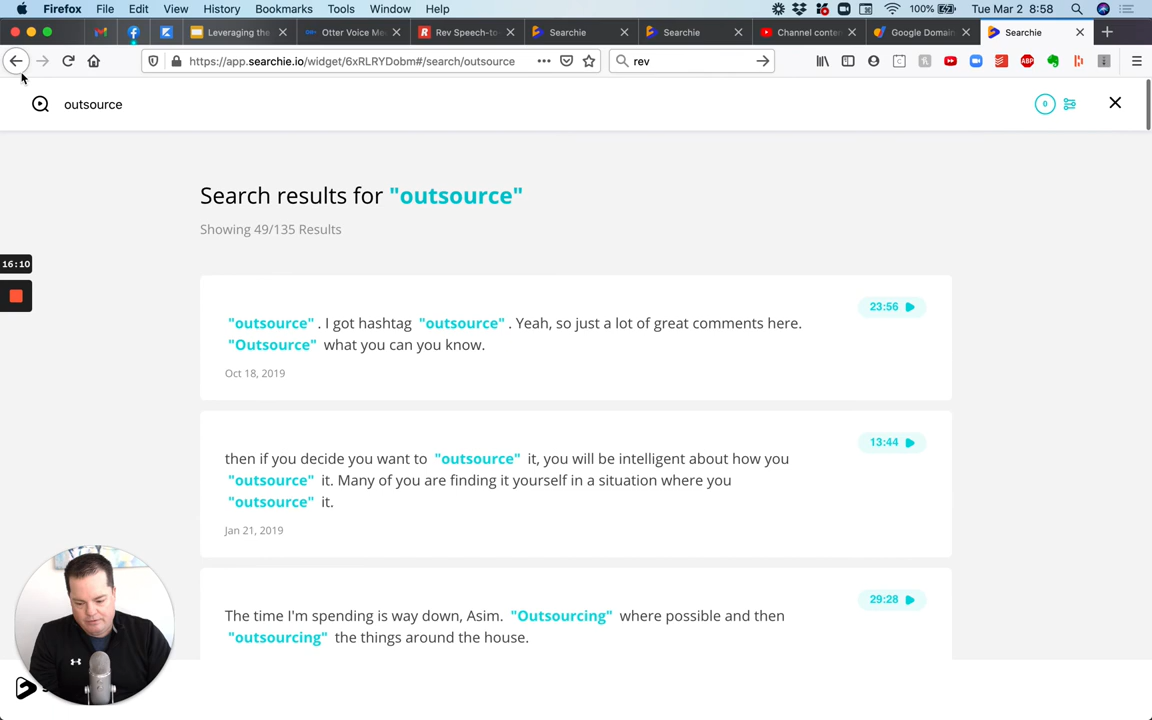 Firefox File Edit View History Bookmarks Tools Window Help 100% Tue Mar 2 8:58
Leveraging the Otter Voice Me Rev Speech-to- Searchie Searchie Channel conten Google Domain Searchie
https://app.searchie.io/widget/6xRLRYDobm#/search/outsource rev
outsource 0
Search results for "outsource"
Showing 49/135 Results
16:10
23:56
"outsource" . I got hashtag "outsource" . Yeah, so just a lot of great comments here.
"Outsource" what you can you know.
Oct 18, 2019
13:44
then if you decide you want to "outsource" it, you will be intelligent about how you
"outsource" it. Many of you are finding it yourself in a situation where you
"outsource" it.
Jan 21, 2019
29:28
The time I'm spending is way down, Asim. "Outsourcing" where possible and then
"outsourcing" the things around the house.